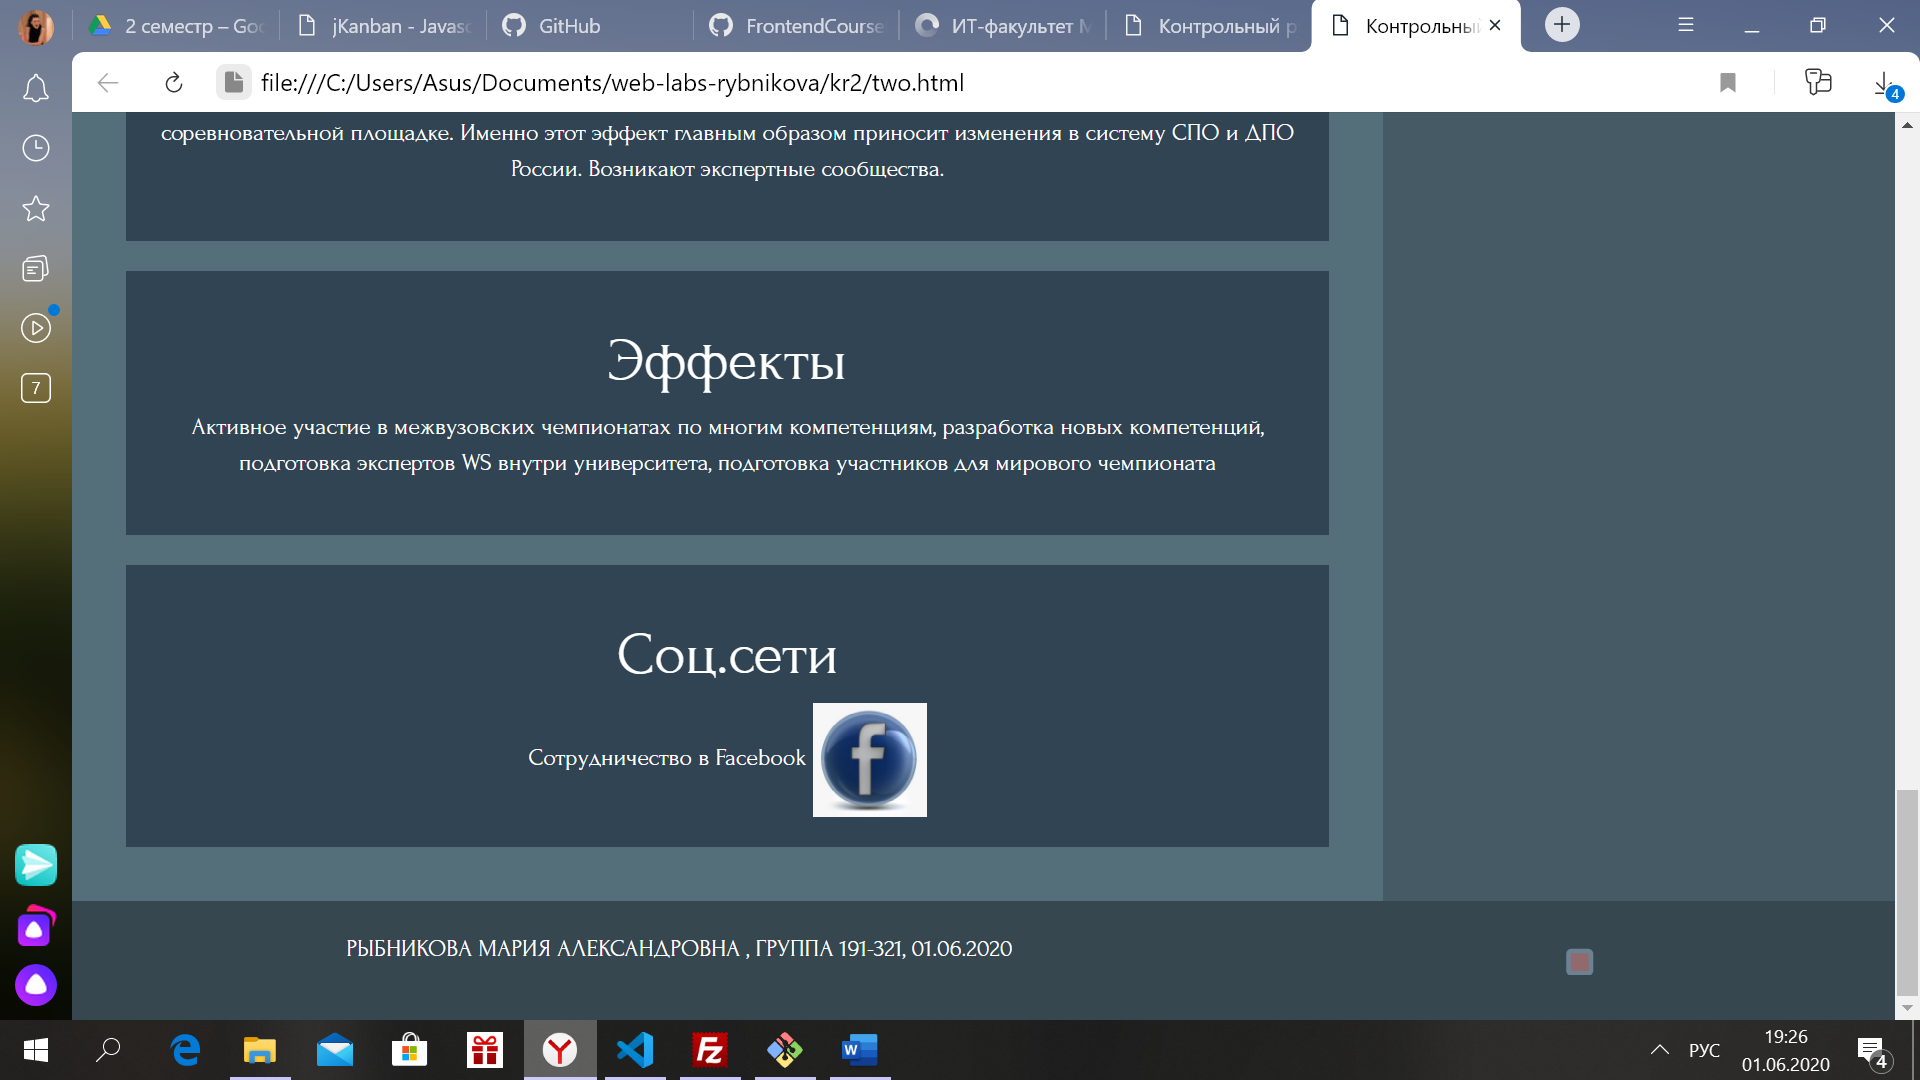 2 семестр – Goo
jKanban - Javasc
GitHub
FrontendCourse
ИТ-факультет М
Контрольный р
Контрольный
file:///C:/Users/Asus/Documents/web-labs-rybnikova/kr2/two.html
4
7
соревновательной площадке. Именно этот эффект главным образом приносит изменения в систему СПО и ДПО
России. Возникают экспертные сообщества.
Эффекты
Активное участие в межвузовских чемпионатах по многим компетенциям, разработка новых компетенций,
подготовка экспертов WS внутри университета, подготовка участников для мирового чемпионата
Соц.сети
Сотрудничество в Facebook
f
РЫБНИКОВА МАРИЯ АЛЕКСАНДРОВНА , ГРУППА 191-321, 01.06.2020
РУС
19:26
01.06.2020
4